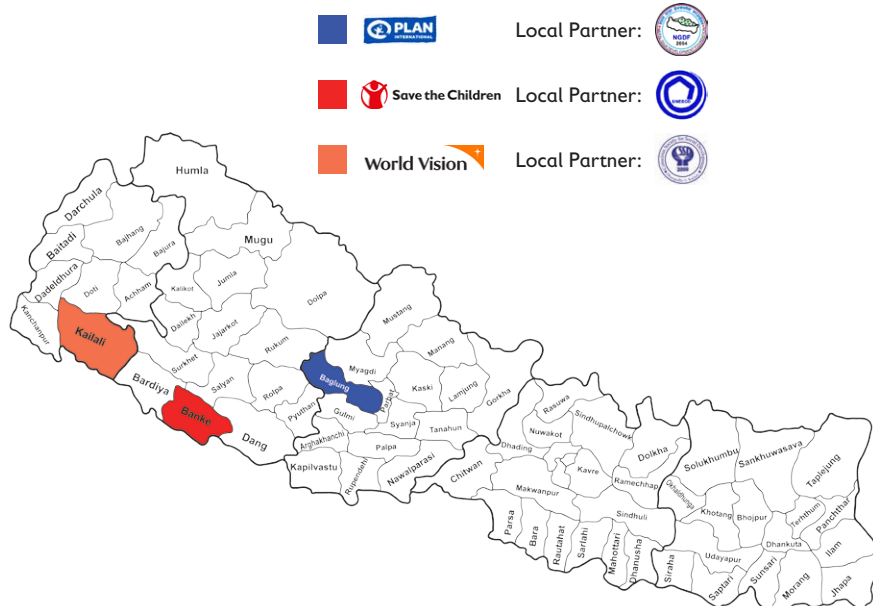 PLAN
INTERNATIONAL
Local Partner:
NGDF
2054
Save the Children
Local Partner:
World Vision
Local Partner:
Humla
Darchula
Baitadi
Bajhang
Bajura
Mugu
Dadeldhura
Doti
Achham
Kalikot
Jumla
Dolpa
Kanchanpur
Kailali
Dailekh
Jajarkot
Mustang
Surkhet
Rukum
Manang
Bardiya
Salyan
Rolpa
Baglung
Myagdi
Kaski
Lamjung
Gorkha
Banke
Pyuthan
Gulmi
Parbat
Syanja
Tanahun
Dang
Arghakhanchi
Palpa
Kapilvastu
Rupendehi
Nawalparasi
Chitwan
Rasuwa
Nuwakot
Sindhupalchowk
Dhading
Dolkha
Kavre
Ramechhap
Makwanpur
Sindhuli
Parsa
Bara
Rautahat
Sarlahi
Mahottari
Dhanusha
Solukhumbu
Sankhuwasava
Taplejung
Okhaldhunga
Khotang
Bhojpur
Terhthum
Panchthar
Dhankuta
Ilam
Udayapur
Siraha
Saptari
Sunsari
Morang
Jhapa